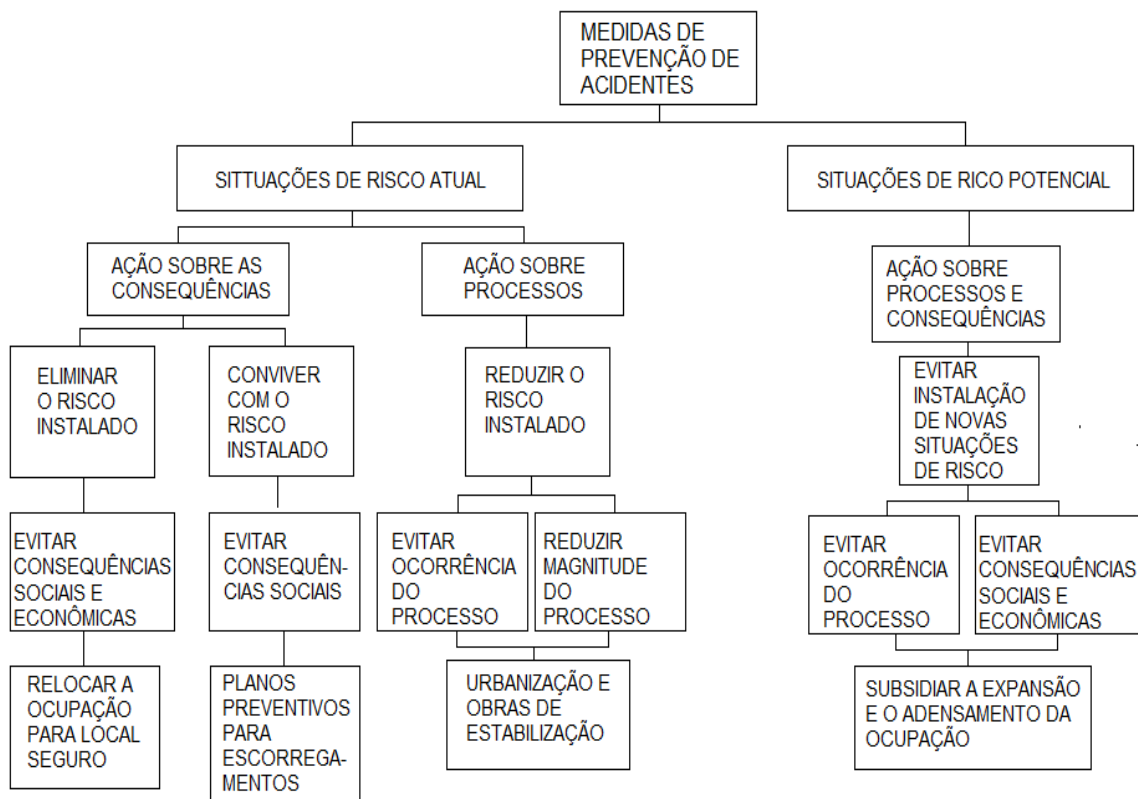 MEDIDAS DE
PREVENÇÃO DE
ACIDENTES
SITTUAÇÕES DE RISCO ATUAL
SITUAÇÕES DE RICO POTENCIAL
AÇÃO SOBRE AS
CONSEQUÊNCIAS
AÇÃO SOBRE
PROCESSOS
AÇÃO SOBRE
PROCESSOS E
CONSEQUÊNCIAS
ELIMINAR
O RISCO
INSTALADO
CONVIVER
COM O
RISCO
INSTALADO
REDUZIR O
RISCO
INSTALADO
EVITAR
INSTALAÇÃO
DE NOVAS
SITUAÇÕES
DE RISCO
EVITAR
CONSEQUÊNCIAS
SOCIAIS E
ECONÔMICAS
EVITAR
CONSEQUÊN-
CIAS SOCIAIS
EVITAR
OCORRÊNCIA
DO
PROCESSO
REDUZIR
MAGNITUDE
DO
PROCESSO
EVITAR
OCORRÊNCIA
DO
PROCESSO
EVITAR
CONSEQUÊNCIAS
SOCIAIS E
ECONÔMICAS
RELOCAR A
OCUPAÇÃO
PARA LOCAL
SEGURO
PLANOS
PREVENTIVOS
PARA
ESCORREGA-
MENTOS
URBANIZAÇÃO E
OBRAS DE
ESTABILIZAÇÃO
SUBSIDIAR A EXPANSÃO
E O ADENSAMENTO DA
OCUPAÇÃO